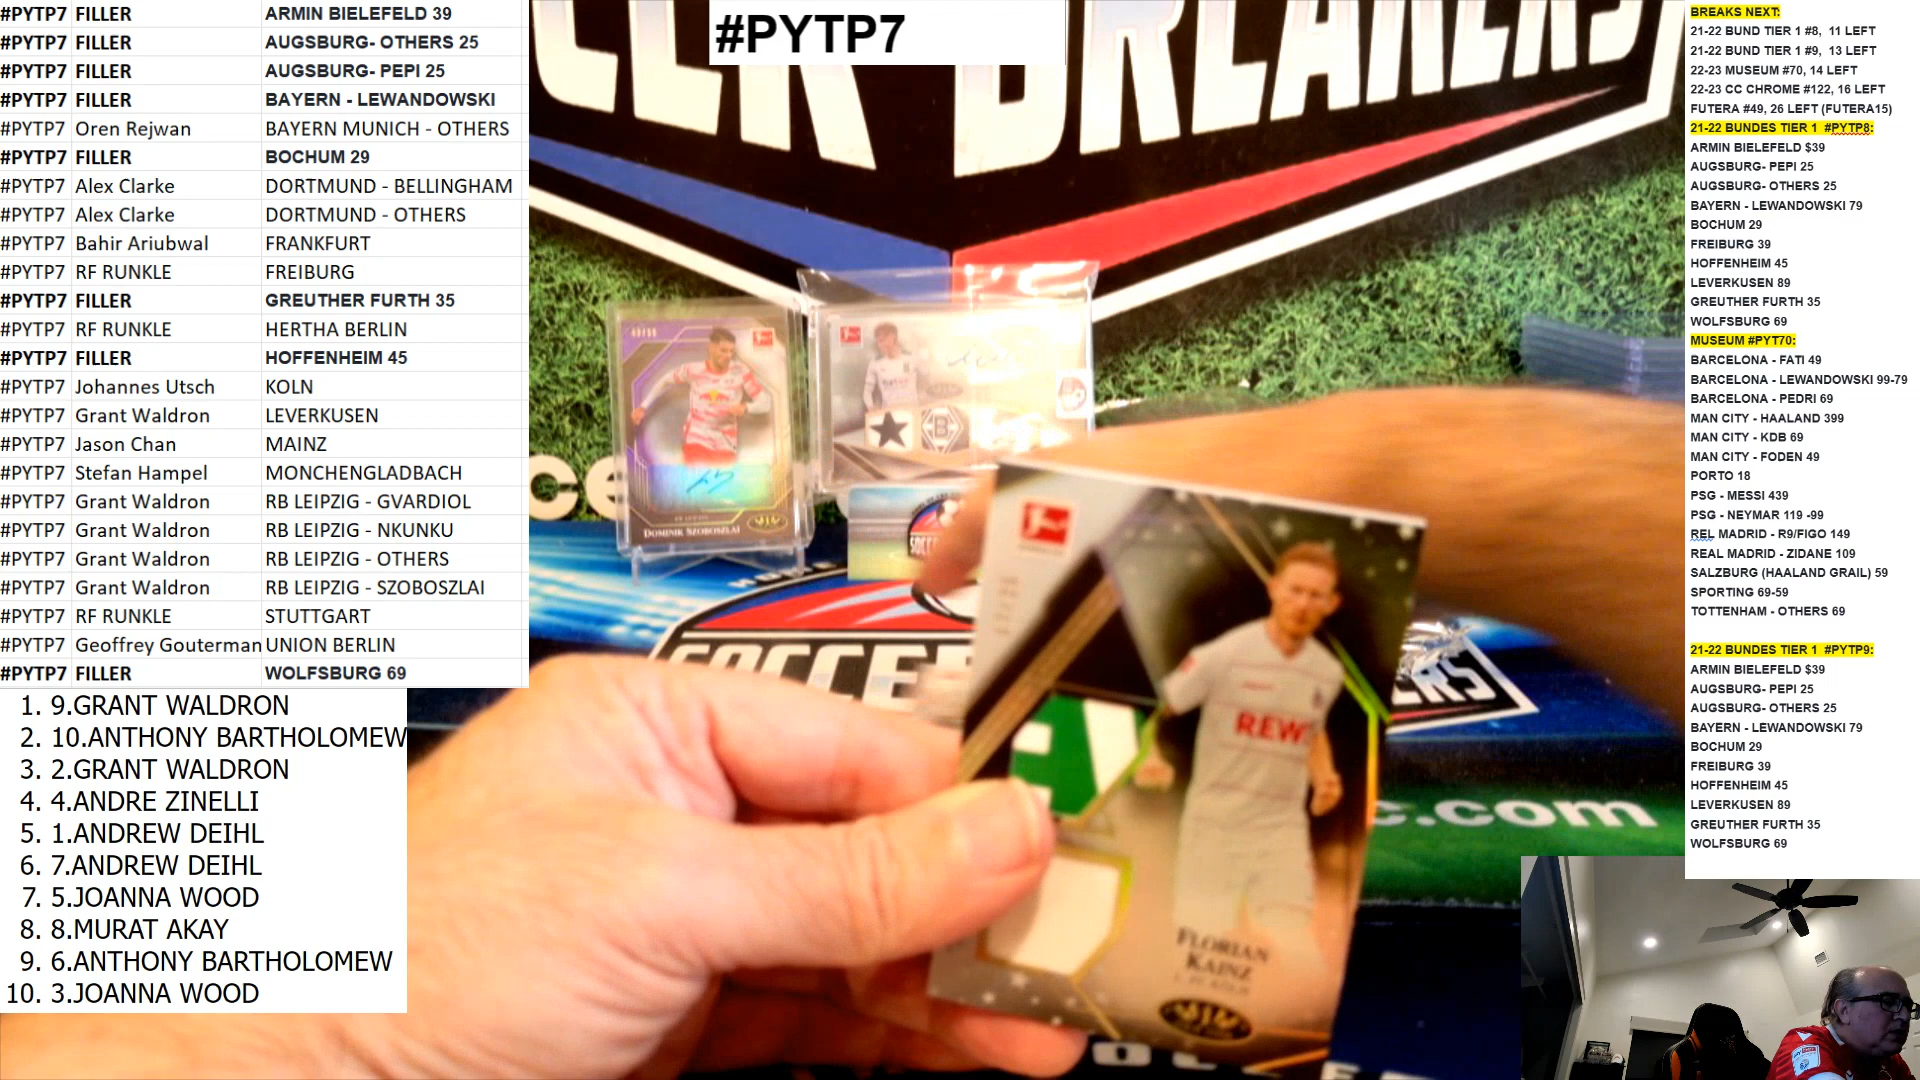 #PYTP7 FILLER ARMIN BIELEFELD 39
#PYTP7 FILLER AUGSBURG- OTHERS 25
#PYTP7 FILLER AUGSBURG- PEPI 25
#PYTP7 FILLER BAYERN - LEWANDOWSKI
#PYTP7 Oren Rejwan BAYERN MUNICH - OTHERS
#PYTP7 FILLER BOCHUM 29
#PYTP7 Alex Clarke DORTMUND - BELLINGHAM
#PYTP7 Alex Clarke DORTMUND - OTHERS
#PYTP7 Bahir Ariubwal FRANKFURT
#PYTP7 RF RUNKLE FREIBURG
#PYTP7 FILLER GREUTHER FURTH 35
#PYTP7 RF RUNKLE HERTHA BERLIN
#PYTP7 FILLER HOFFENHEIM 45
#PYTP7 Johannes Utsch KOLN
#PYTP7 Grant Waldron LEVERKUSEN
#PYTP7 Jason Chan MAINZ
#PYTP7 Stefan Hampel MONCHENGLADBACH
#PYTP7 Grant Waldron RB LEIPZIG - GVARDIOL
#PYTP7 Grant Waldron RB LEIPZIG - NKUNKU
#PYTP7 Grant Waldron RB LEIPZIG - OTHERS
#PYTP7 Grant Waldron RB LEIPZIG - SZOBOSZLAI
#PYTP7 RF RUNKLE STUTTGART
#PYTP7 Geoffrey Gouterman UNION BERLIN
#PYTP7 FILLER WOLFSBURG 69
1. 9.GRANT WALDRON
2. 10.ANTHONY BARTHOLOMEW
3. 2.GRANT WALDRON
4. 4.ANDRE ZINELLI
5. 1.ANDREW DEIHL
6. 7.ANDREW DEIHL
7. 5.JOANNA WOOD
8. 8.MURAT AKAY
9. 6.ANTHONY BARTHOLOMEW
10. 3.JOANNA WOOD
#PYTP7
BREAKERS
DOMINIK SZOBOSZLAI
SOCCE
ERS
c.com
REW
FLORIAN
KAINZ
BREAKS NEXT:
21-22 BUND TIER 1 #8, 11 LEFT
21-22 BUND TIER 1 #9, 13 LEFT
22-23 MUSEUM #70, 14 LEFT
22-23 CC CHROME #122, 16 LEFT
FUTERA #49, 26 LEFT (FUTERA15)
21-22 BUNDES TIER 1 #PYTP8:
ARMIN BIELEFELD $39
AUGSBURG- PEPI 25
AUGSBURG- OTHERS 25
BAYERN - LEWANDOWSKI 79
BOCHUM 29
FREIBURG 39
HOFFENHEIM 45
LEVERKUSEN 89
GREUTHER FURTH 35
WOLFSBURG 69
MUSEUM #PYT70:
BARCELONA - FATI 49
BARCELONA - LEWANDOWSKI 99-79
BARCELONA - PEDRI 69
MAN CITY - HAALAND 399
MAN CITY - KDB 69
MAN CITY - FODEN 49
PORTO 18
PSG - MESSI 439
PSG - NEYMAR 119 -99
REL MADRID - R9/FIGO 149
REAL MADRID - ZIDANE 109
SALZBURG (HAALAND GRAIL) 59
SPORTING 69-59
TOTTENHAM - OTHERS 69
21-22 BUNDES TIER 1 #PYTP9:
ARMIN BIELEFELD $39
AUGSBURG- PEPI 25
AUGSBURG- OTHERS 25
BAYERN - LEWANDOWSKI 79
BOCHUM 29
FREIBURG 39
HOFFENHEIM 45
LEVERKUSEN 89
GREUTHER FURTH 35
WOLFSBURG 69